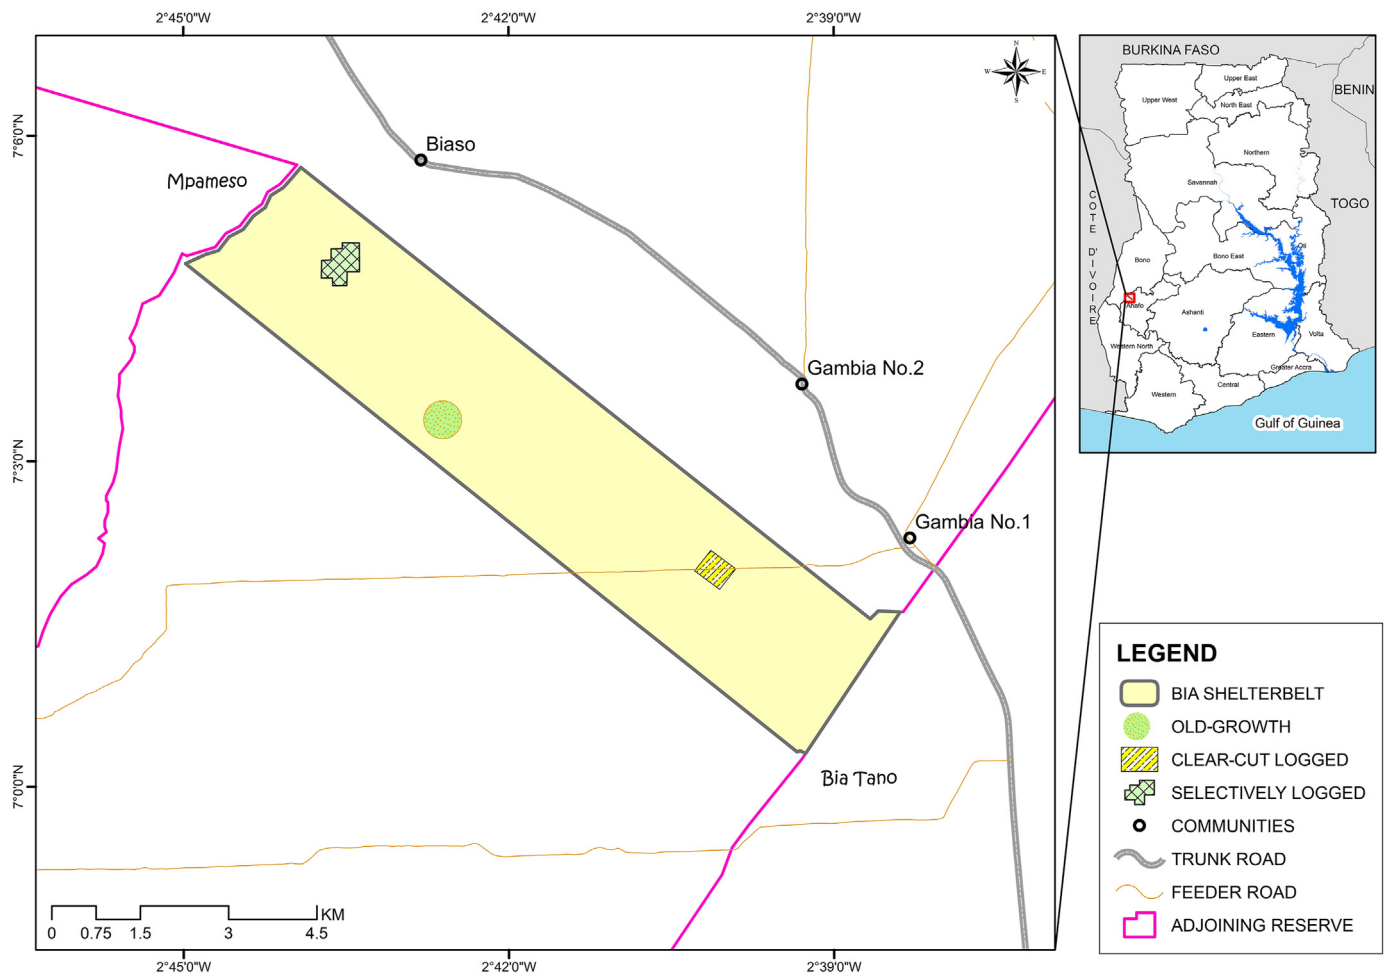 2°45'0"W
2°42'0"W
2°39'0"W
7°6'0"N
7°3'0"N
7°0'0"N
N
W
E
S
Biaso
Mpameso
Gambia No.2
Gambia No.1
Bia Tano
KM
0 0.75 1.5 3 4.5
2°45'0"W
2°42'0"W
2°39'0"W
BURKINA FASO
BENIN
TOGO
COTE D'IVOIRE
Upper East
Upper West
North East
Northern
Savannah
Oti
Bono
Bono East
Ahafo
Ashanti
Eastern
Volta
Western North
Greater Accra
Central
Western
Gulf of Guinea
LEGEND
BIA SHELTERBELT
OLD-GROWTH
CLEAR-CUT LOGGED
SELECTIVELY LOGGED
COMMUNITIES
TRUNK ROAD
FEEDER ROAD
ADJOINING RESERVE